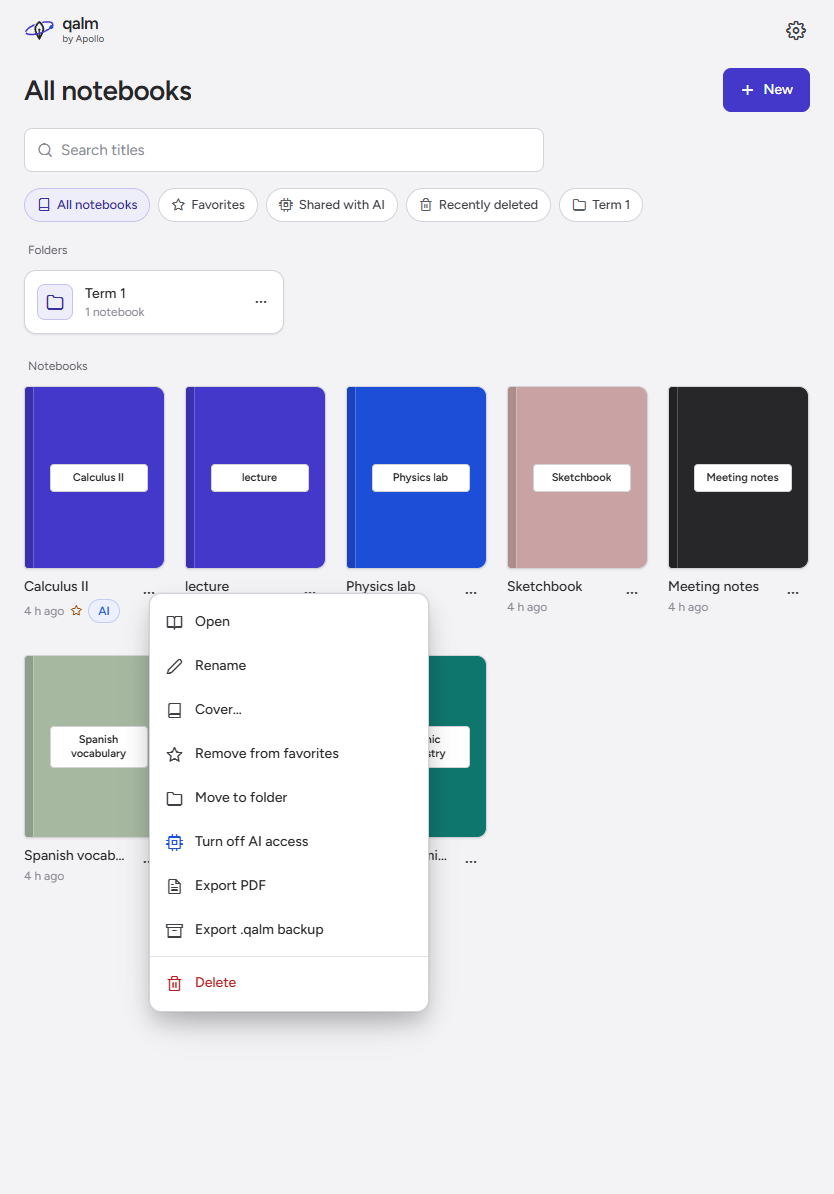 qalm
by Apollo
All notebooks
New
Search titles
All notebooks
Favorites
Shared with AI
Recently deleted
Term 1
Folders
Term 1
1 notebook
Notebooks
Calculus II
lecture
Physics lab
Sketchbook
Meeting notes
Calculus II
lecture
Physics lab
Sketchbook
Meeting notes
4 h ago
AI
4 h ago
4 h ago
Open
Rename
Cover...
Remove from favorites
Move to folder
Turn off AI access
Export PDF
Export .qalm backup
Delete
Spanish
vocabulary
Spanish vocab...
4 h ago